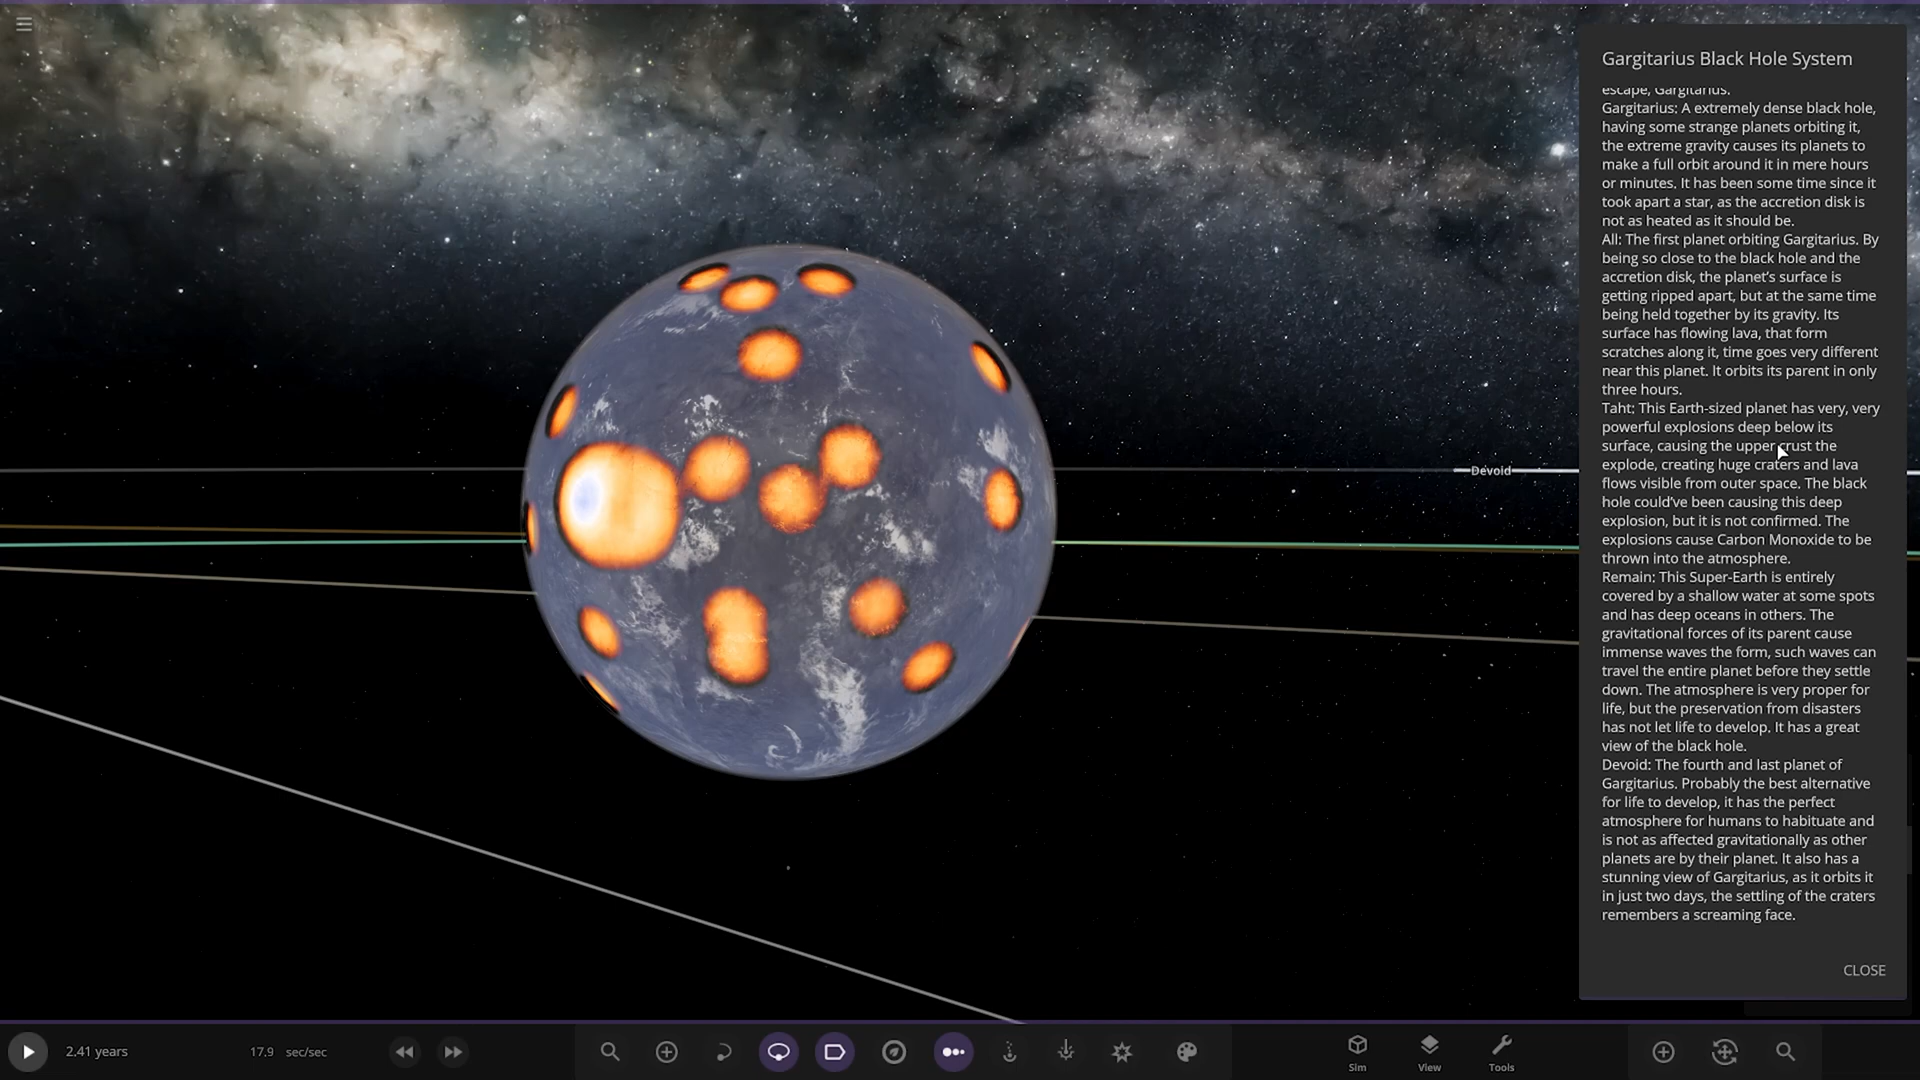 Gargitarius Black Hole System
escape, Gargitarius.
Gargitarius: A extremely dense black hole,
having some strange planets orbiting it,
the extreme gravity causes its planets to
make a full orbit around it in mere hours
or minutes. It has been some time since it
took apart a star, as the accretion disk is
not as heated as it should be.
All: The first planet orbiting Gargitarius. By
being so close to the black hole and the
accretion disk, the planet's surface is
getting ripped apart, but at the same time
being held together by its gravity. Its
surface has flowing lava, that form
scratches along it, time goes very different
near this planet. It orbits its parent in only
three hours.
Taht: This Earth-sized planet has very, very
powerful explosions deep below its
surface, causing the upper crust the
explode, creating huge craters and lava
flows visible from outer space. The black
hole could've been causing this deep
explosion, but it is not confirmed. The
explosions cause Carbon Monoxide to be
thrown into the atmosphere.
Remain: This Super-Earth is entirely
covered by a shallow water at some spots
and has deep oceans in others. The
gravitational forces of its parent cause
immense waves the form, such waves can
travel the entire planet before they settle
down. The atmosphere is very proper for
life, but the preservation from disasters
has not let life to develop. It has a great
view of the black hole.
Devoid: The fourth and last planet of
Gargitarius. Probably the best alternative
for life to develop, it has the perfect
atmosphere for humans to habituate and
is not as affected gravitationally as other
planets are by their planet. It also has a
stunning view of Gargitarius, as it orbits it
in just two days, the settling of the craters
remembers a screaming face.
CLOSE
Devoid
2.41 years
17.9 sec/sec
Sim
View
Tools